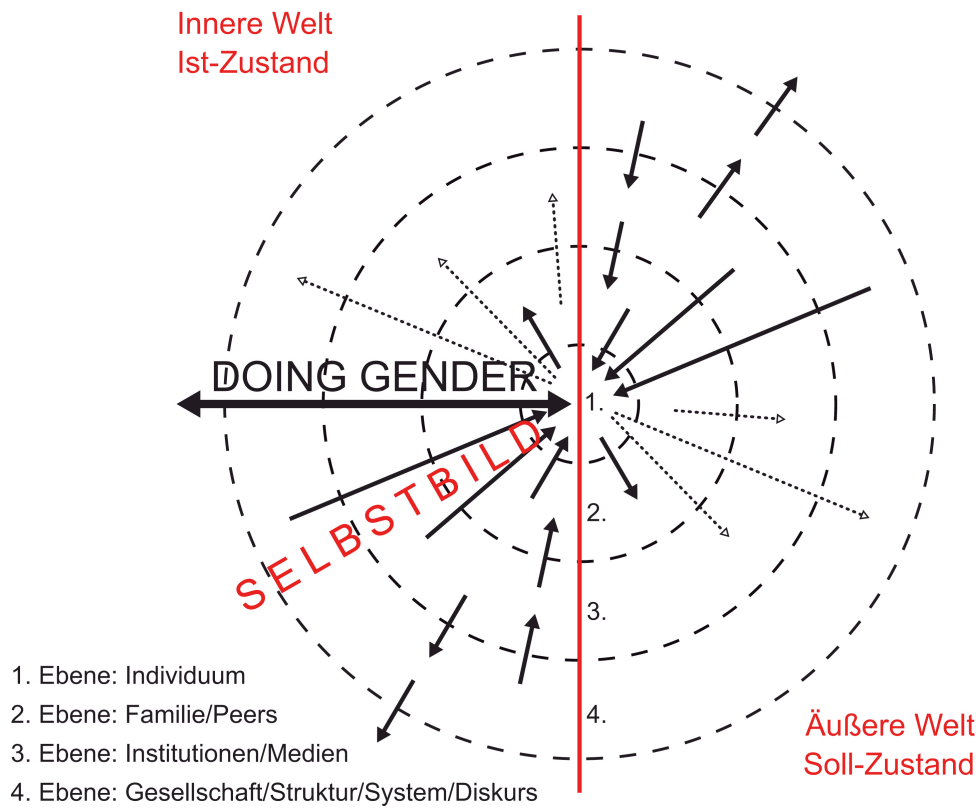 Innere Welt
Ist-Zustand
DOING GENDER
1.
SELBSTBILD
2.
3.
4.
1. Ebene: Individuum
2. Ebene: Familie/Peers
3. Ebene: Institutionen/Medien
4. Ebene: Gesellschaft/Struktur/System/Diskurs
Äußere Welt
Soll-Zustand